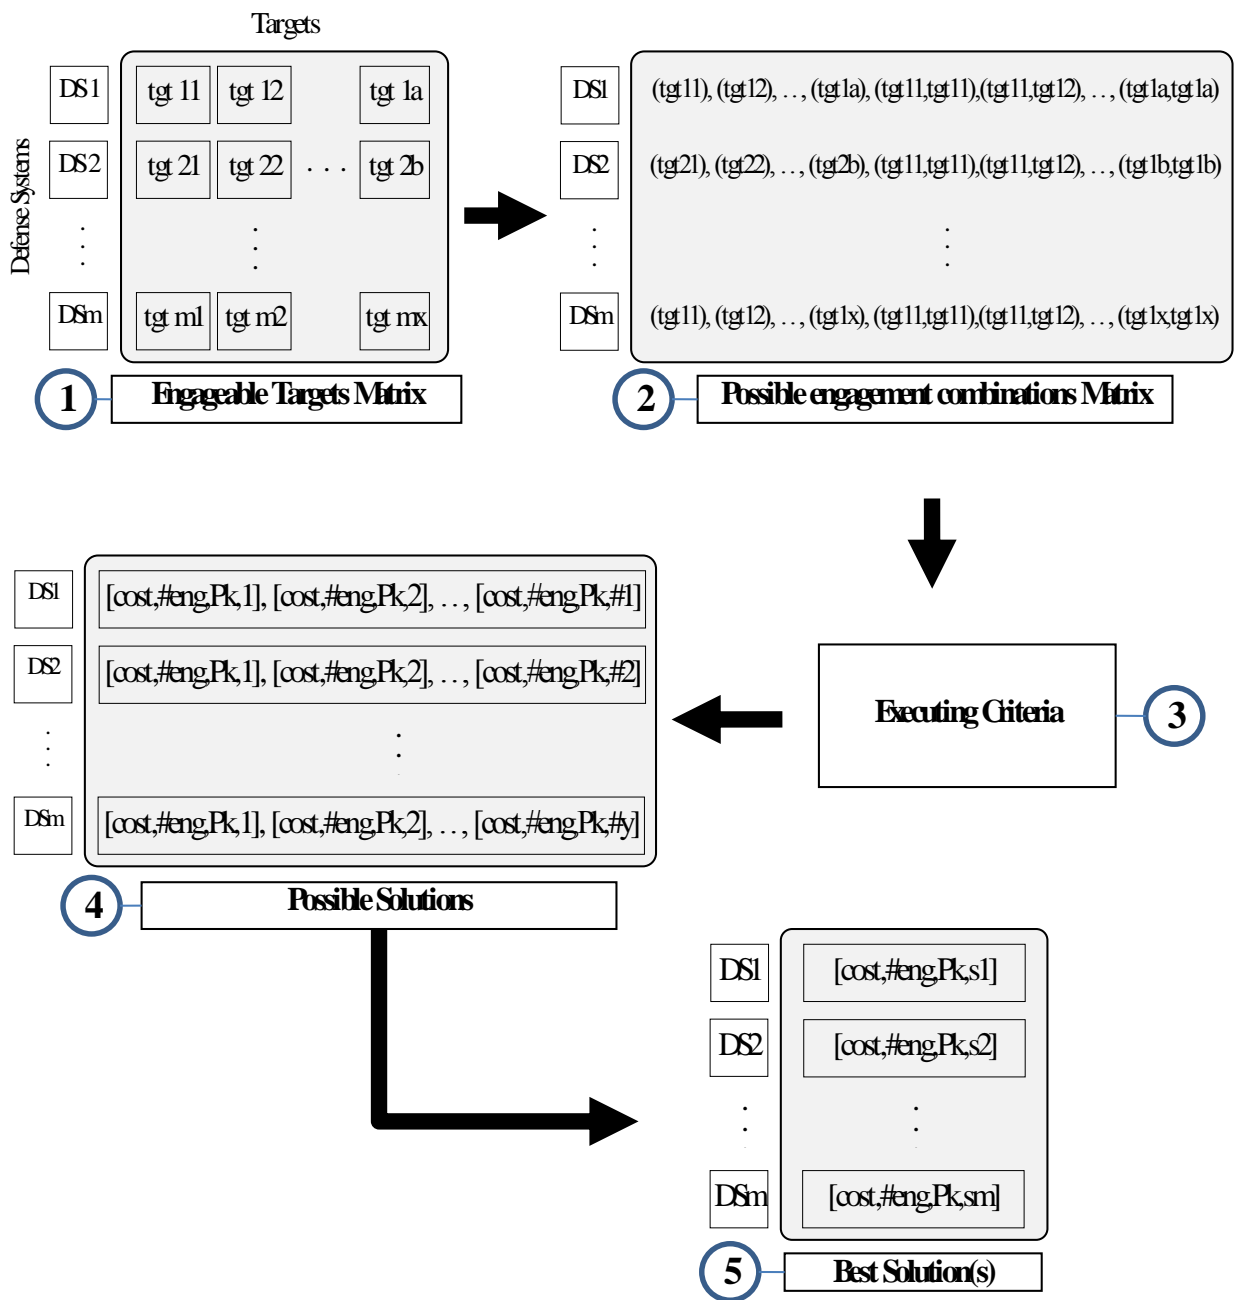 Targets
Defense Systems
DS1 tgt 11 tgt 12 tgt 1a
DS2 tgt 21 tgt 22 . . . tgt 2b
DSm tgt m1 tgt m2 tgt mx
1 Engageable Targets Matrix
DS1 (tgt11), (tgt12), . . , (tgt1a), (tgt11,tgt11),(tgt11,tgt12), . . , (tgt1a,tgt1a)
DS2 (tgt21), (tgt22), . . , (tgt2b), (tgt11,tgt11),(tgt11,tgt12), . . , (tgt1b,tgt1b)
DSm (tgt11), (tgt12), . . , (tgt1x), (tgt11,tgt11),(tgt11,tgt12), . . , (tgt1x,tgt1x)
2 Possible engagement combinations Matrix
Executing Criteria 3
DS1 [cost,#eng,Pk,1], [cost,#eng,Pk,2], . . , [cost,#eng,Pk,#1]
DS2 [cost,#eng,Pk,1], [cost,#eng,Pk,2], . . , [cost,#eng,Pk,#2]
DSm [cost,#eng,Pk,1], [cost,#eng,Pk,2], . . , [cost,#eng,Pk,#y]
4 Possible Solutions
DS1 [cost,#eng,Pk,s1]
DS2 [cost,#eng,Pk,s2]
DSm [cost,#eng,Pk,sm]
5 Best Solution(s)